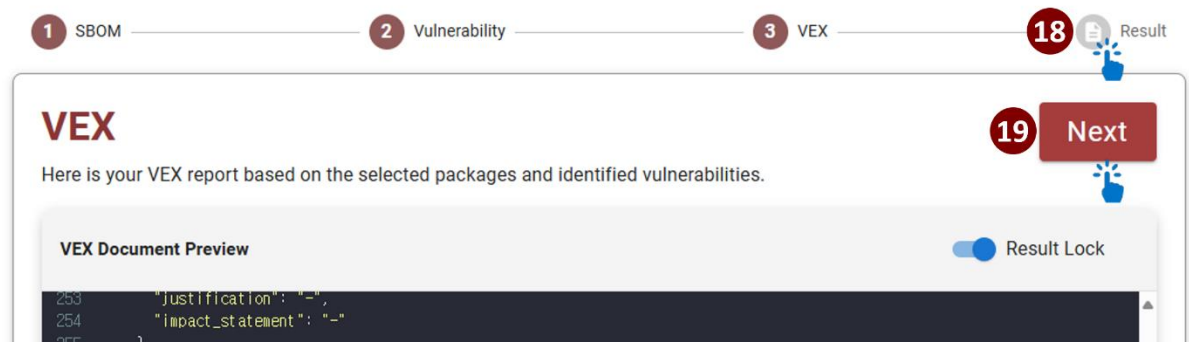 1 SBOM 2 Vulnerability 3 VEX 18 Result
VEX
19 Next
Here is your VEX report based on the selected packages and identified vulnerabilities.
VEX Document Preview Result Lock
253 "justification": "-",
254 "impact_statement": "-"
255 }